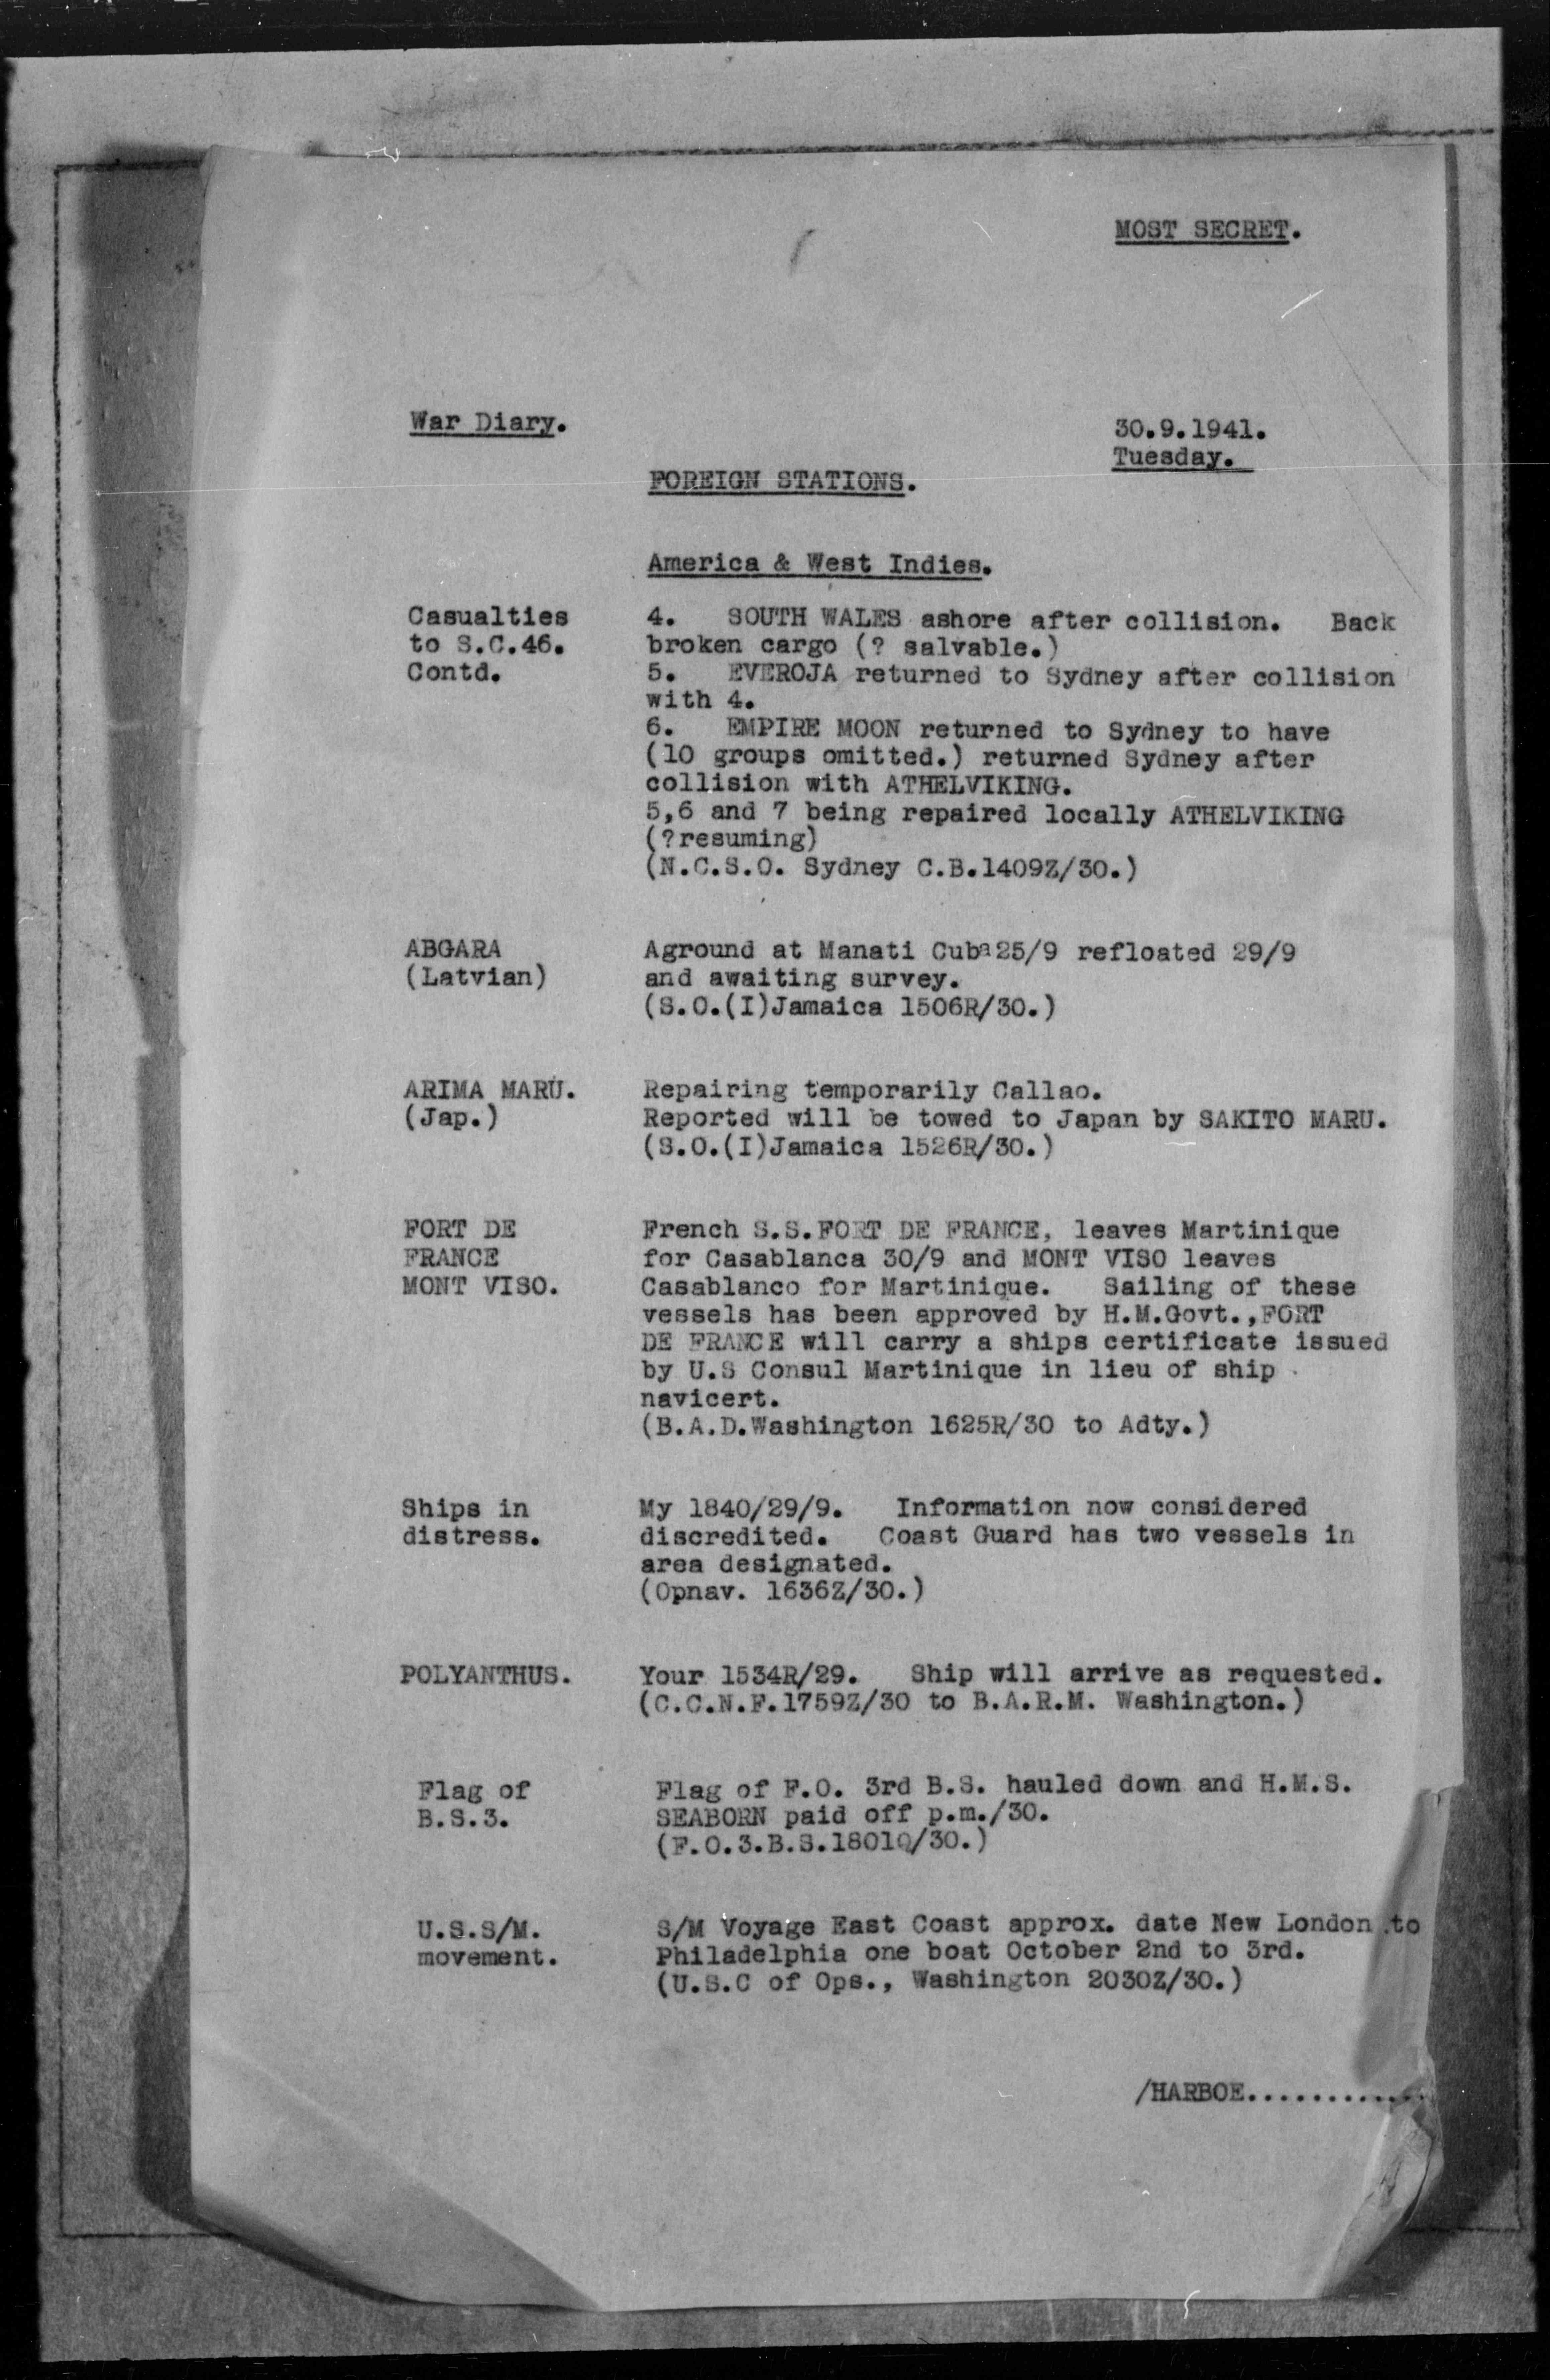 MOST SECRET.
War Diary.
30.9.1941.
Tuesday.
FOREIGN STATIONS.
America & West Indies.
Casualties
to S.C.46.
Contd.
4. SOUTH WALES ashore after collision. Back
broken cargo (? salvable.)
5. EVEROJA returned to Sydney after collision
with 4.
6. EMPIRE MOON returned to Sydney to have
(10 groups omitted.) returned Sydney after
collision with ATHELVIKING.
5,6 and 7 being repaired locally ATHELVIKING
(?resuming)
(N.C.S.O. Sydney C.B.1409Z/30.)
ABGARA
(Latvian)
Aground at Manati Cuba 25/9 refloated 29/9
and awaiting survey.
(S.O.(I)Jamaica 1506R/30.)
ARIMA MARU.
(Jap.)
Repairing temporarily Callao.
Reported will be towed to Japan by SAKITO MARU.
(S.O.(I)Jamaica 1526R/30.)
FORT DE
FRANCE
MONT VISO.
French S.S.FORT DE FRANCE, leaves Martinique
for Casablanca 30/9 and MONT VISO leaves
Casablanco for Martinique. Sailing of these
vessels has been approved by H.M.Govt.,FORT
DE FRANCE will carry a ships certificate issued
by U.S Consul Martinique in lieu of ship
navicert.
(B.A.D.Washington 1625R/30 to Adty.)
Ships in
distress.
My 1840/29/9. Information now considered
discredited. Coast Guard has two vessels in
area designated.
(Opnav. 1636Z/30.)
POLYANTHUS.
Your 1534R/29. Ship will arrive as requested.
(C.C.N.F.1759Z/30 to B.A.R.M. Washington.)
Flag of
B.S.3.
Flag of F.O. 3rd B.S. hauled down and H.M.S.
SEABORN paid off p.m./30.
(F.O.3.B.S.1801Q/30.)
U.S.S/M.
movement.
S/M Voyage East Coast approx. date New London to
Philadelphia one boat October 2nd to 3rd.
(U.S.C of Ops., Washington 2030Z/30.)
/HARBOE............